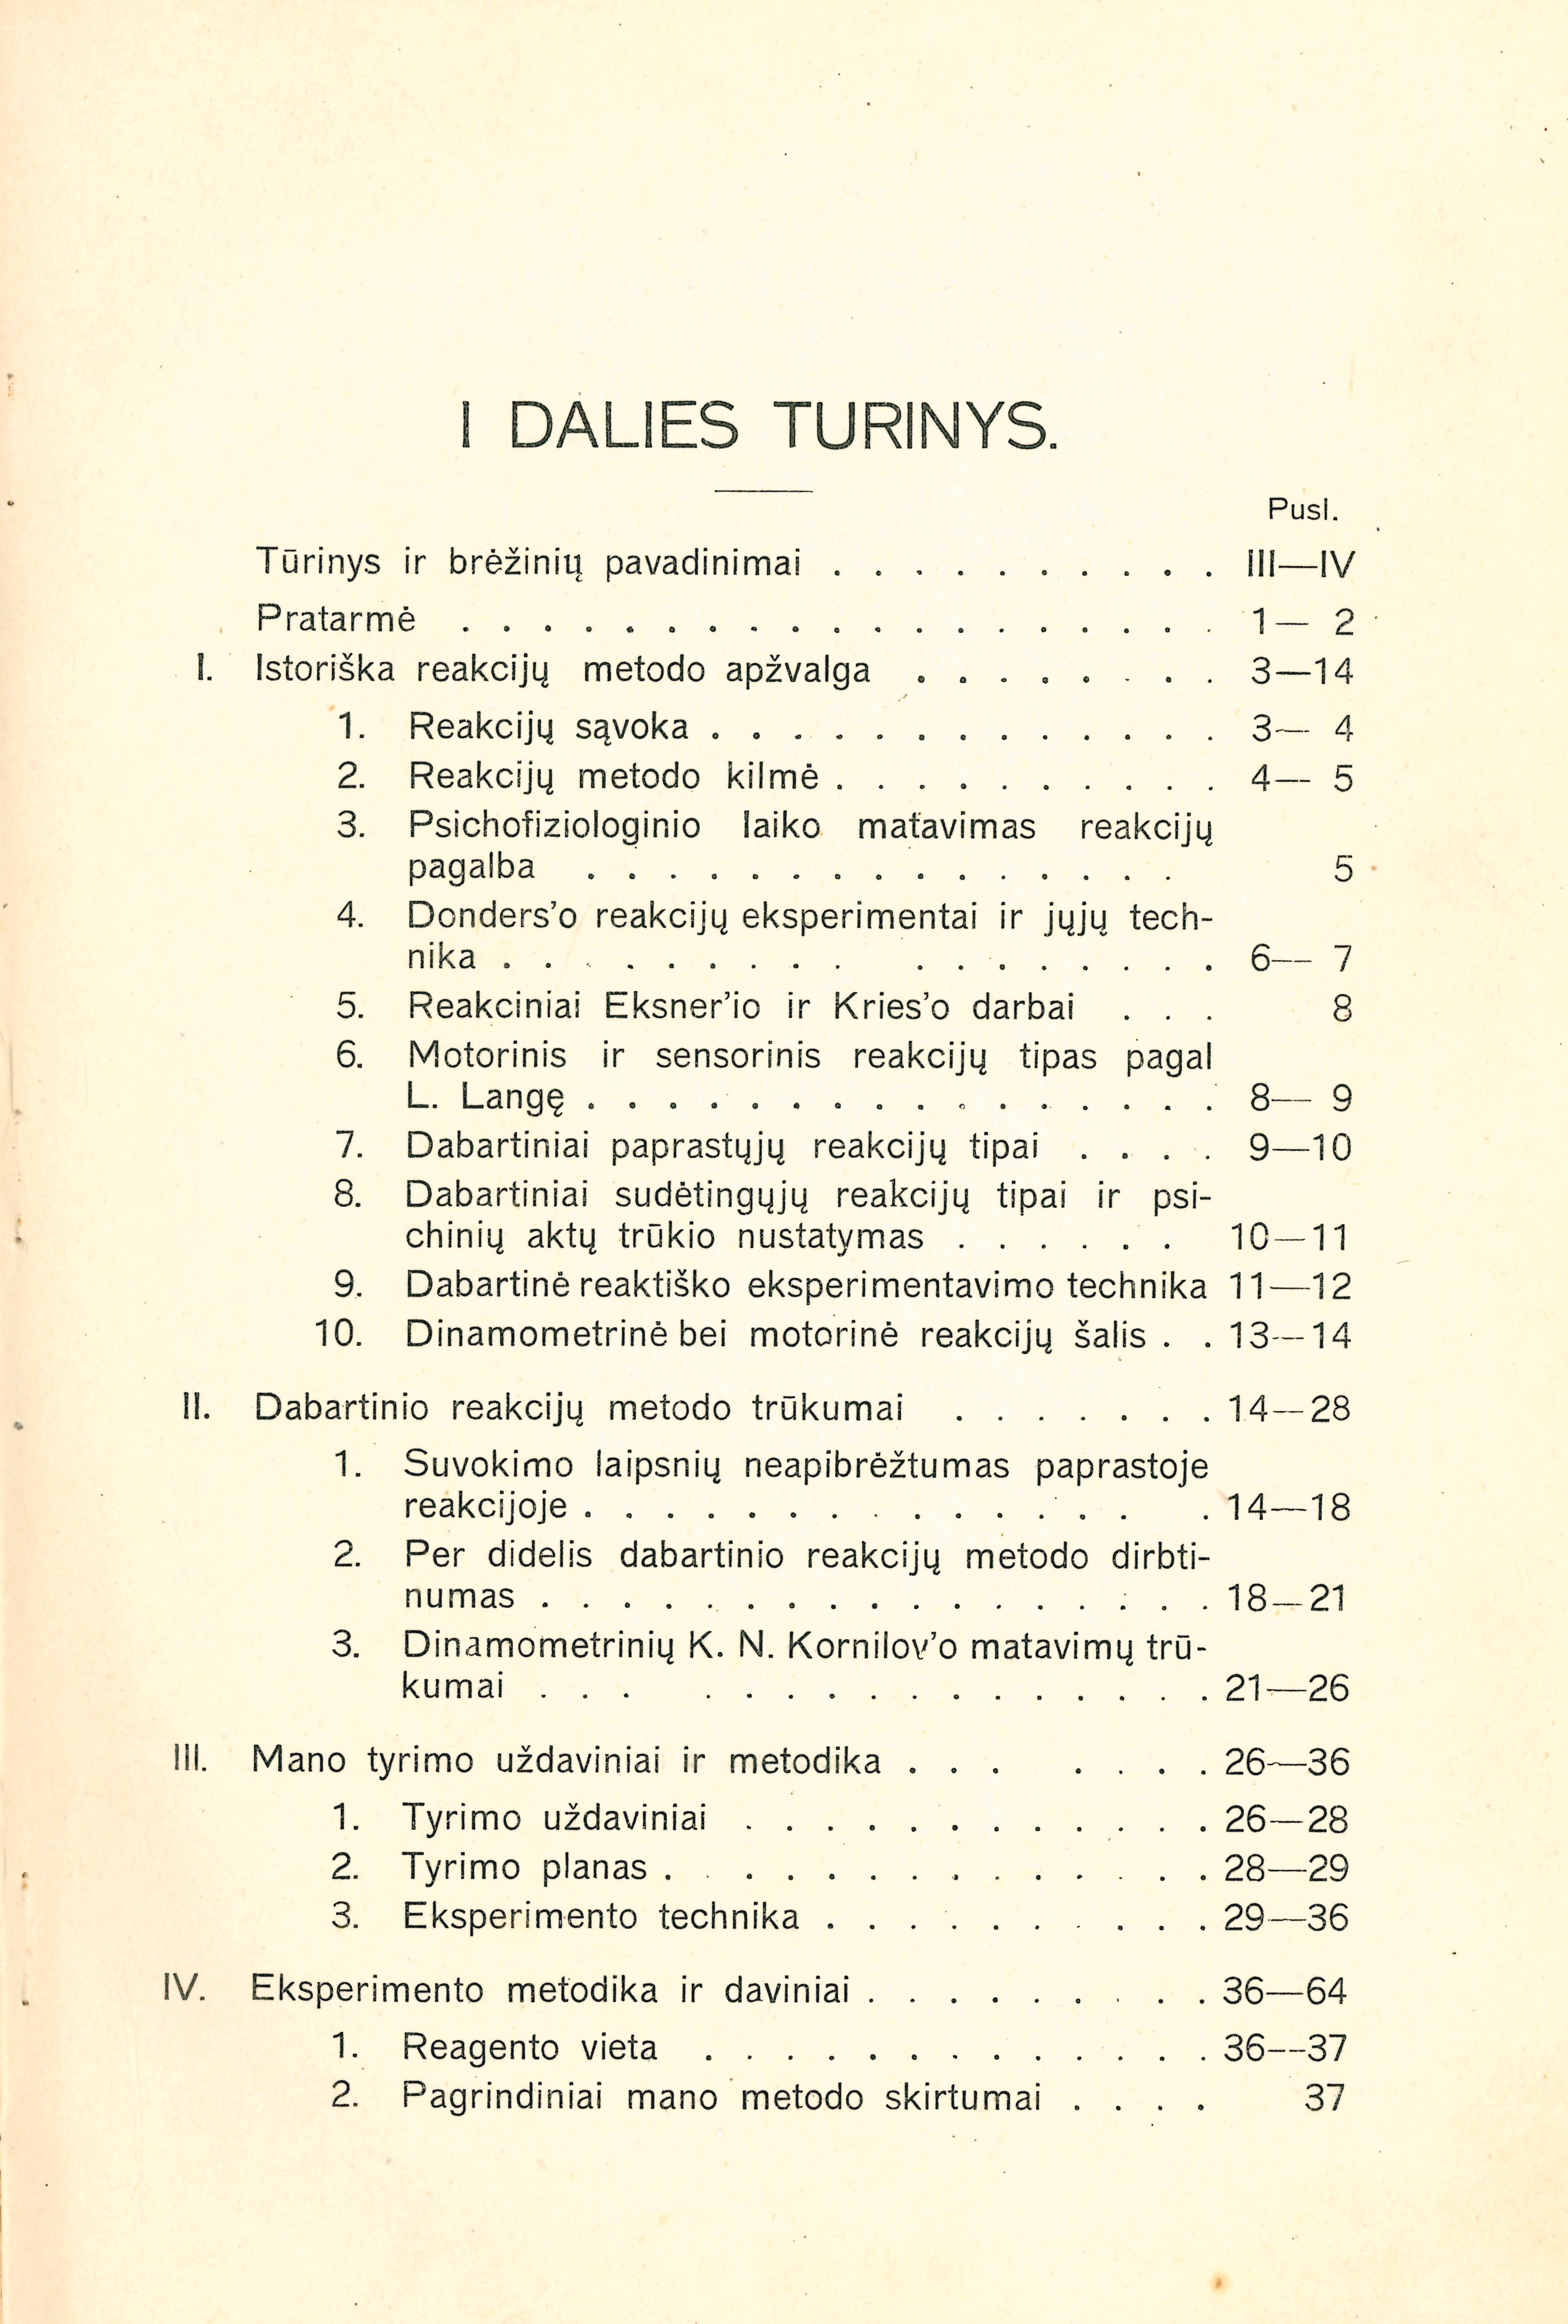 I DALIES TURINYS.
Pusl.
Tūrinys ir brėžinių pavadinimai . . . . . . . . . . III—IV
Pratarmė . . . . . . . . . . . . . . . . . . . 1— 2
I. Istoriška reakcijų metodo apžvalga . . . . . . . . 3—14
1. Reakcijų sąvoka . . . . . . . . . . . . . 3— 4
2. Reakcijų metodo kilmė . . . . . . . . . . 4— 5
3. Psichofiziologinio laiko matavimas reakcijų
pagalba . . . . . . . . . . . . . . . 5
4. Donders’o reakcijų eksperimentai ir jųjų tech-
nika . . . . . . . . . . . . . . . . . 6— 7
5. Reakciniai Eksner’io ir Kries’o darbai . . . 8
6. Motorinis ir sensorinis reakcijų tipas pagal
L. Langę . . . . . . . . . . . . . . . . 8— 9
7. Dabartiniai paprastųjų reakcijų tipai . . . . 9—10
8. Dabartiniai sudėtingųjų reakcijų tipai ir psi-
chinių aktų trūkio nustatymas . . . . . . 10—11
9. Dabartinė reaktiško eksperimentavimo technika 11—12
10. Dinamometrinė bei motorinė reakcijų šalis . . 13—14
II. Dabartinio reakcijų metodo trūkumai . . . . . . . 14—28
1. Suvokimo laipsnių neapibrėžtumas paprastoje
reakcijoje . . . . . . . . . . . . . . . 14—18
2. Per didelis dabartinio reakcijų metodo dirbti-
numas . . . . . . . . . . . . . . . . . 18—21
3. Dinamometrinių K. N. Kornilov’o matavimų trū-
kumai . . . . . . . . . . . . . . . . 21—26
III. Mano tyrimo uždaviniai ir metodika . . . . . . . 26—36
1. Tyrimo uždaviniai . . . . . . . . . . . . 26—28
2. Tyrimo planas . . . . . . . . . . . . . . 28—29
3. Eksperimento technika . . . . . . . . . . 29—36
IV. Eksperimento metodika ir daviniai . . . . . . . . . 36—64
1. Reagento vieta . . . . . . . . . . . . . 36—37
2. Pagrindiniai mano metodo skirtumai . . . . 37